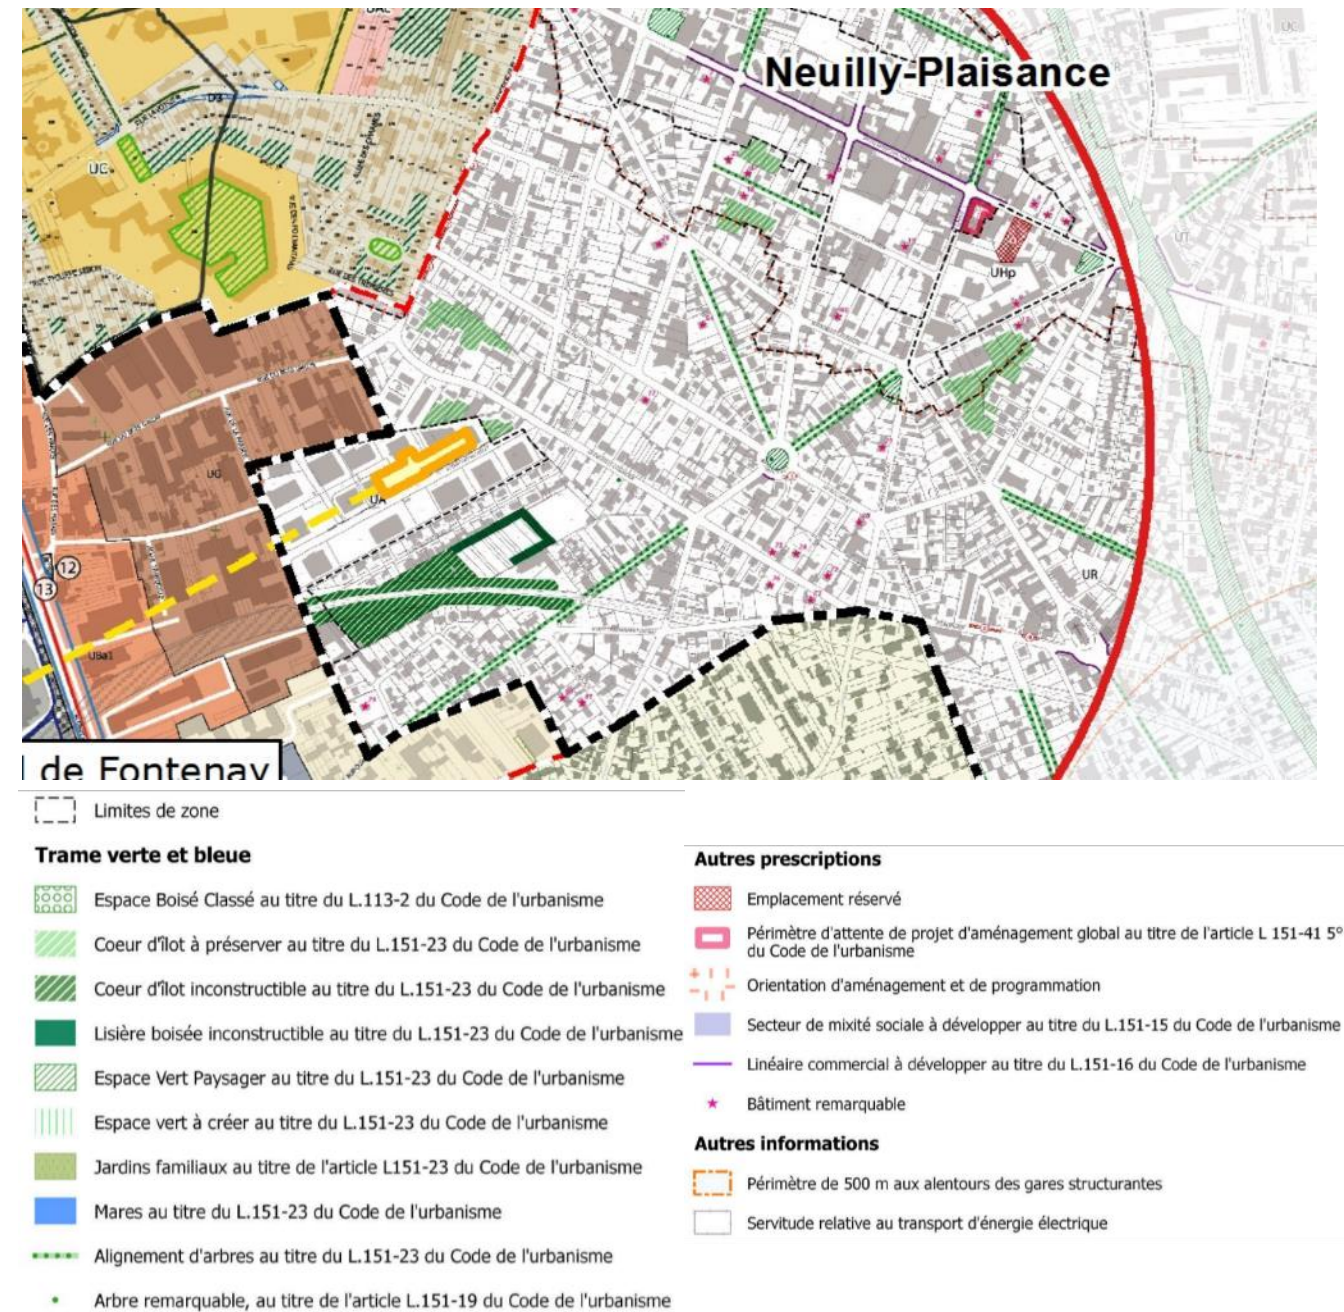 Neuilly-Plaisance
UC
UC
UT
UHp
UA
UG
UR
12
13
UBa1
l de Fontenay
Limites de zone
Trame verte et bleue
Espace Boisé Classé au titre du L.113-2 du Code de l'urbanisme
Coeur d'îlot à préserver au titre du L.151-23 du Code de l'urbanisme
Coeur d'îlot inconstructible au titre du L.151-23 du Code de l'urbanisme
Lisière boisée inconstructible au titre du L.151-23 du Code de l'urbanisme
Espace Vert Paysager au titre du L.151-23 du Code de l'urbanisme
Espace vert à créer au titre du L.151-23 du Code de l'urbanisme
Jardins familiaux au titre de l'article L151-23 du Code de l'urbanisme
Mares au titre du L.151-23 du Code de l'urbanisme
Alignement d'arbres au titre du L.151-23 du Code de l'urbanisme
Arbre remarquable, au titre de l'article L.151-19 du Code de l'urbanisme
Autres prescriptions
Emplacement réservé
Périmètre d'attente de projet d'aménagement global au titre de l'article L 151-41 5°
du Code de l'urbanisme
Orientation d'aménagement et de programmation
Secteur de mixité sociale à développer au titre du L.151-15 du Code de l'urbanisme
Linéaire commercial à développer au titre du L.151-16 du Code de l'urbanisme
Bâtiment remarquable
Autres informations
Périmètre de 500 m aux alentours des gares structurantes
Servitude relative au transport d'énergie électrique